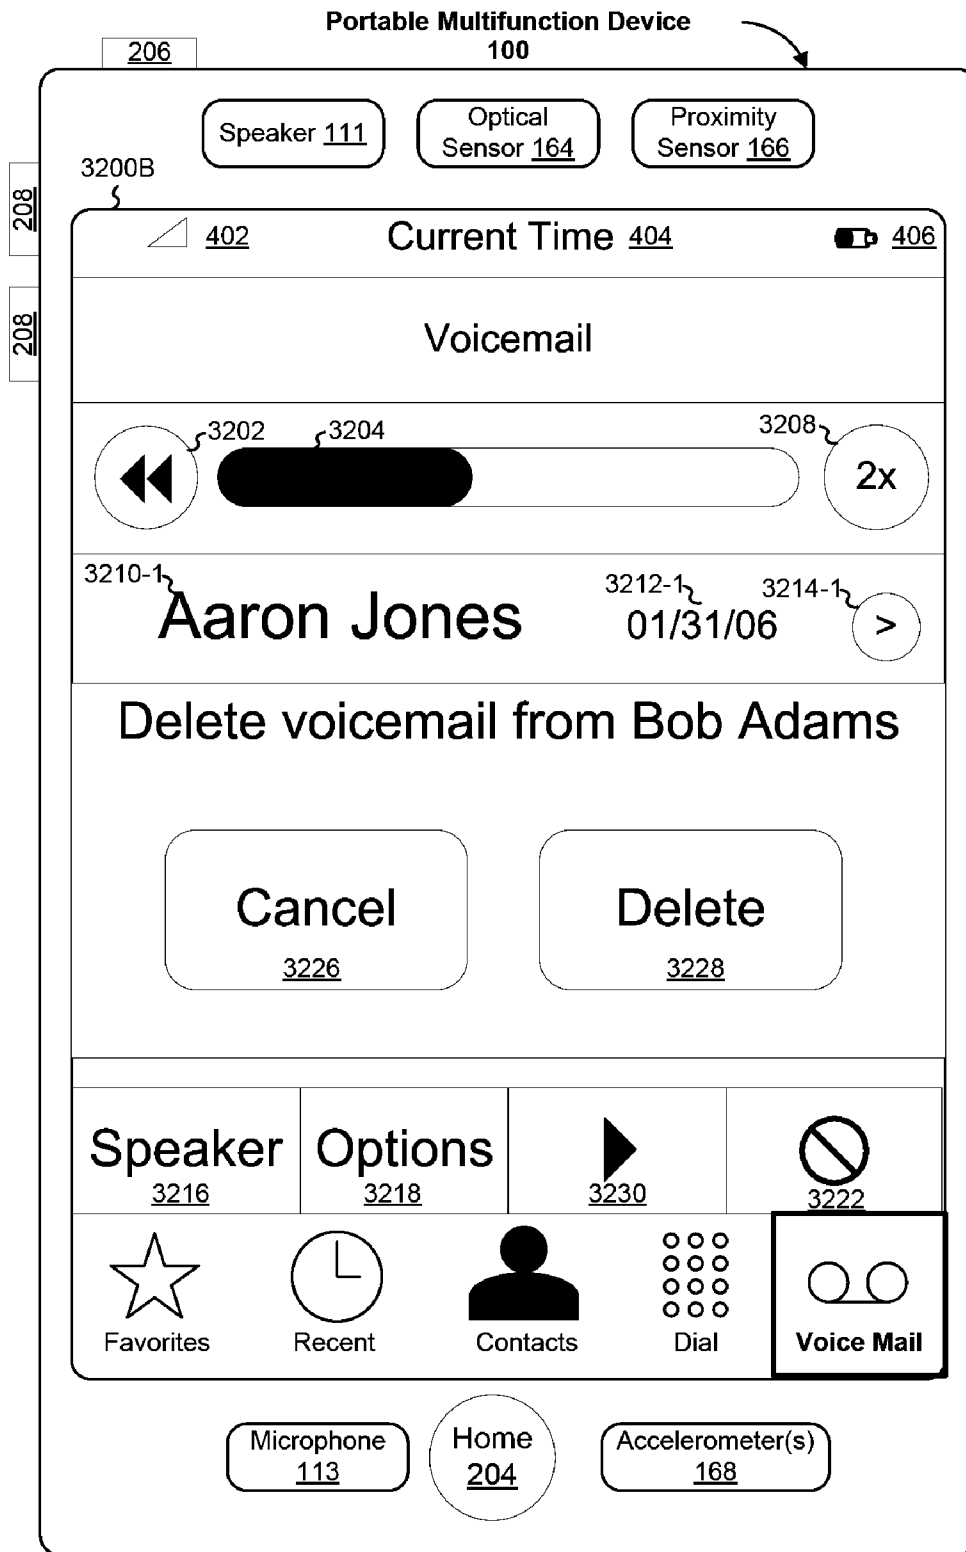 Portable Multifunction Device
100
206
Speaker 111
Optical
Sensor 164
Proximity
Sensor 166
3200B
208
208
402
Current Time 404
406
Voicemail
3202
3204
3208
2x
3210-1
Aaron Jones
3212-1
01/31/06
3214-1
>
Delete voicemail from Bob Adams
Cancel
3226
Delete
3228
Speaker
3216
Options
3218
3230
3222
Favorites
Recent
Contacts
Dial
Voice Mail
Microphone
113
Home
204
Accelerometer(s)
168